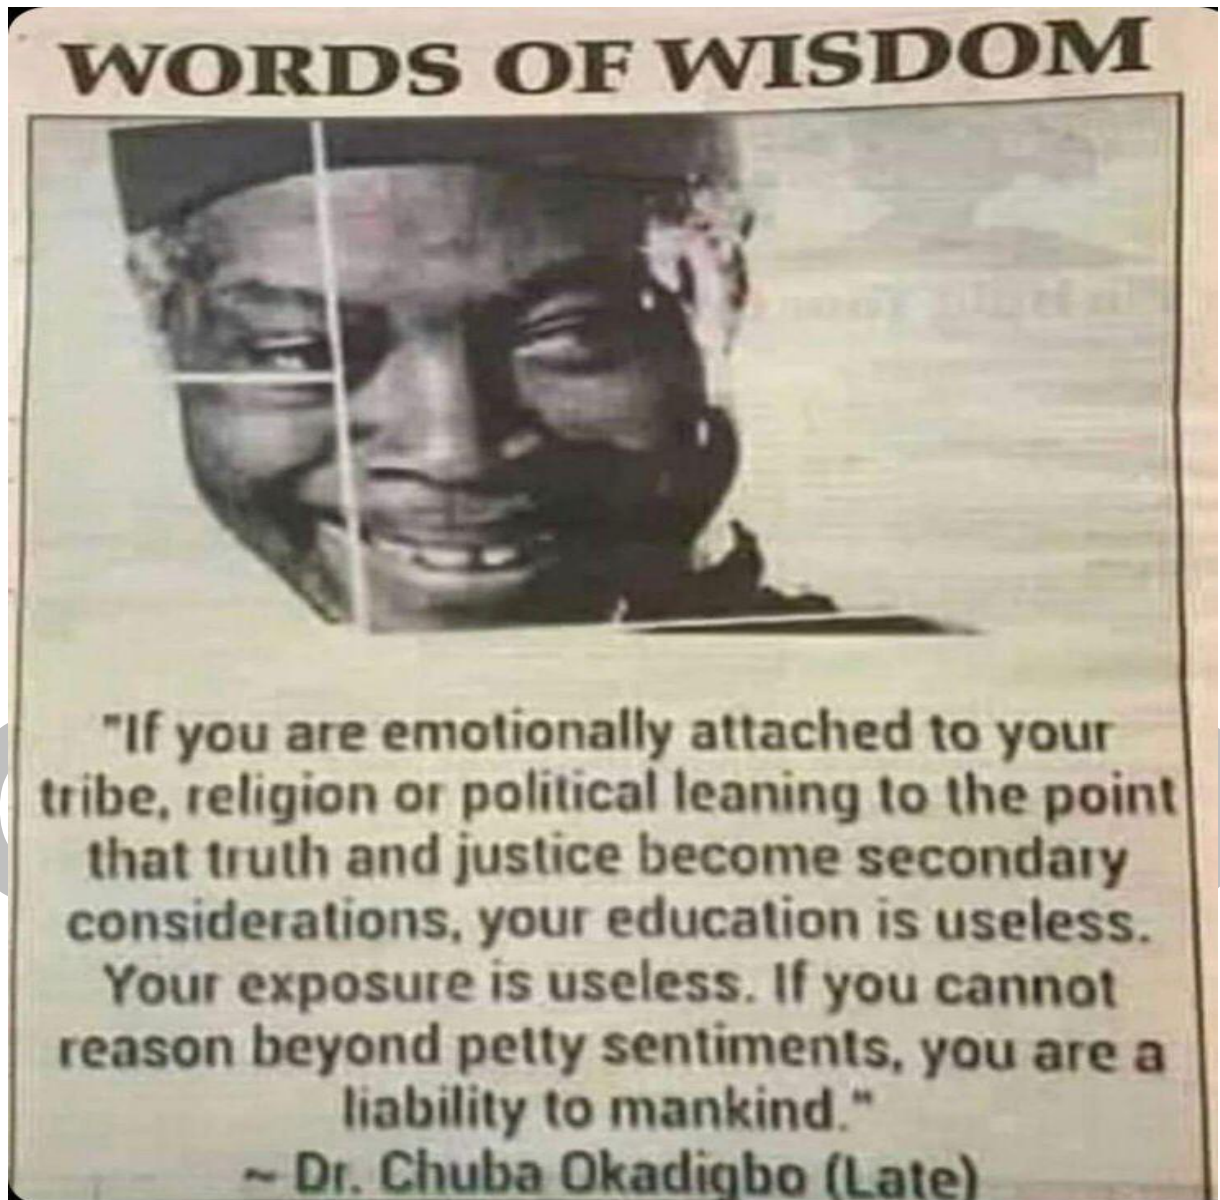 WORDS OF WISDOM
"If you are emotionally attached to your
tribe, religion or political leaning to the point
that truth and justice become secondary
considerations, your education is useless.
Your exposure is useless. If you cannot
reason beyond petty sentiments, you are a
liability to mankind."
~ Dr. Chuba Okadigbo (Late)